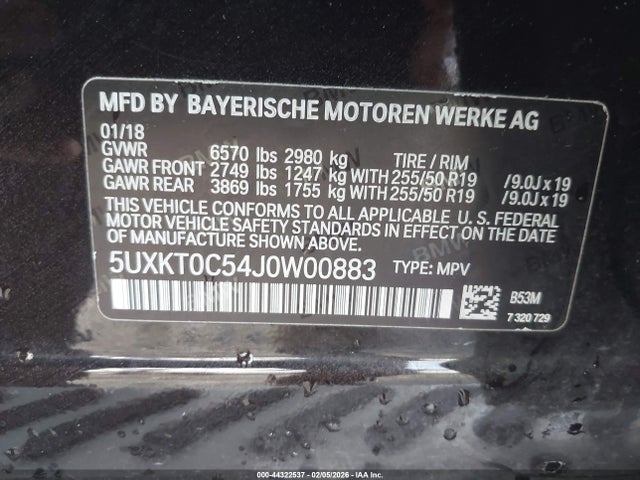 MFD BY BAYERISCHE MOTOREN WERKE AG
01/18
GVWR 6570 lbs 2980 kg TIRE / RIM
GAWR FRONT 2749 lbs 1247 kg WITH 255/50 R19 /9.0J x 19
GAWR REAR 3869 lbs 1755 kg WITH 255/50 R19 /9.0J x 19
THIS VEHICLE CONFORMS TO ALL APPLICABLE U. S. FEDERAL
MOTOR VEHICLE SAFETY STANDARDS IN EFFECT ON THE DATE
OF MANUFACTURE SHOWN ABOVE.
5UXKT0C54J0W00883 TYPE: MPV
B53M
7 320 729
000-44322537 - 02/05/2026 - IAA Inc.